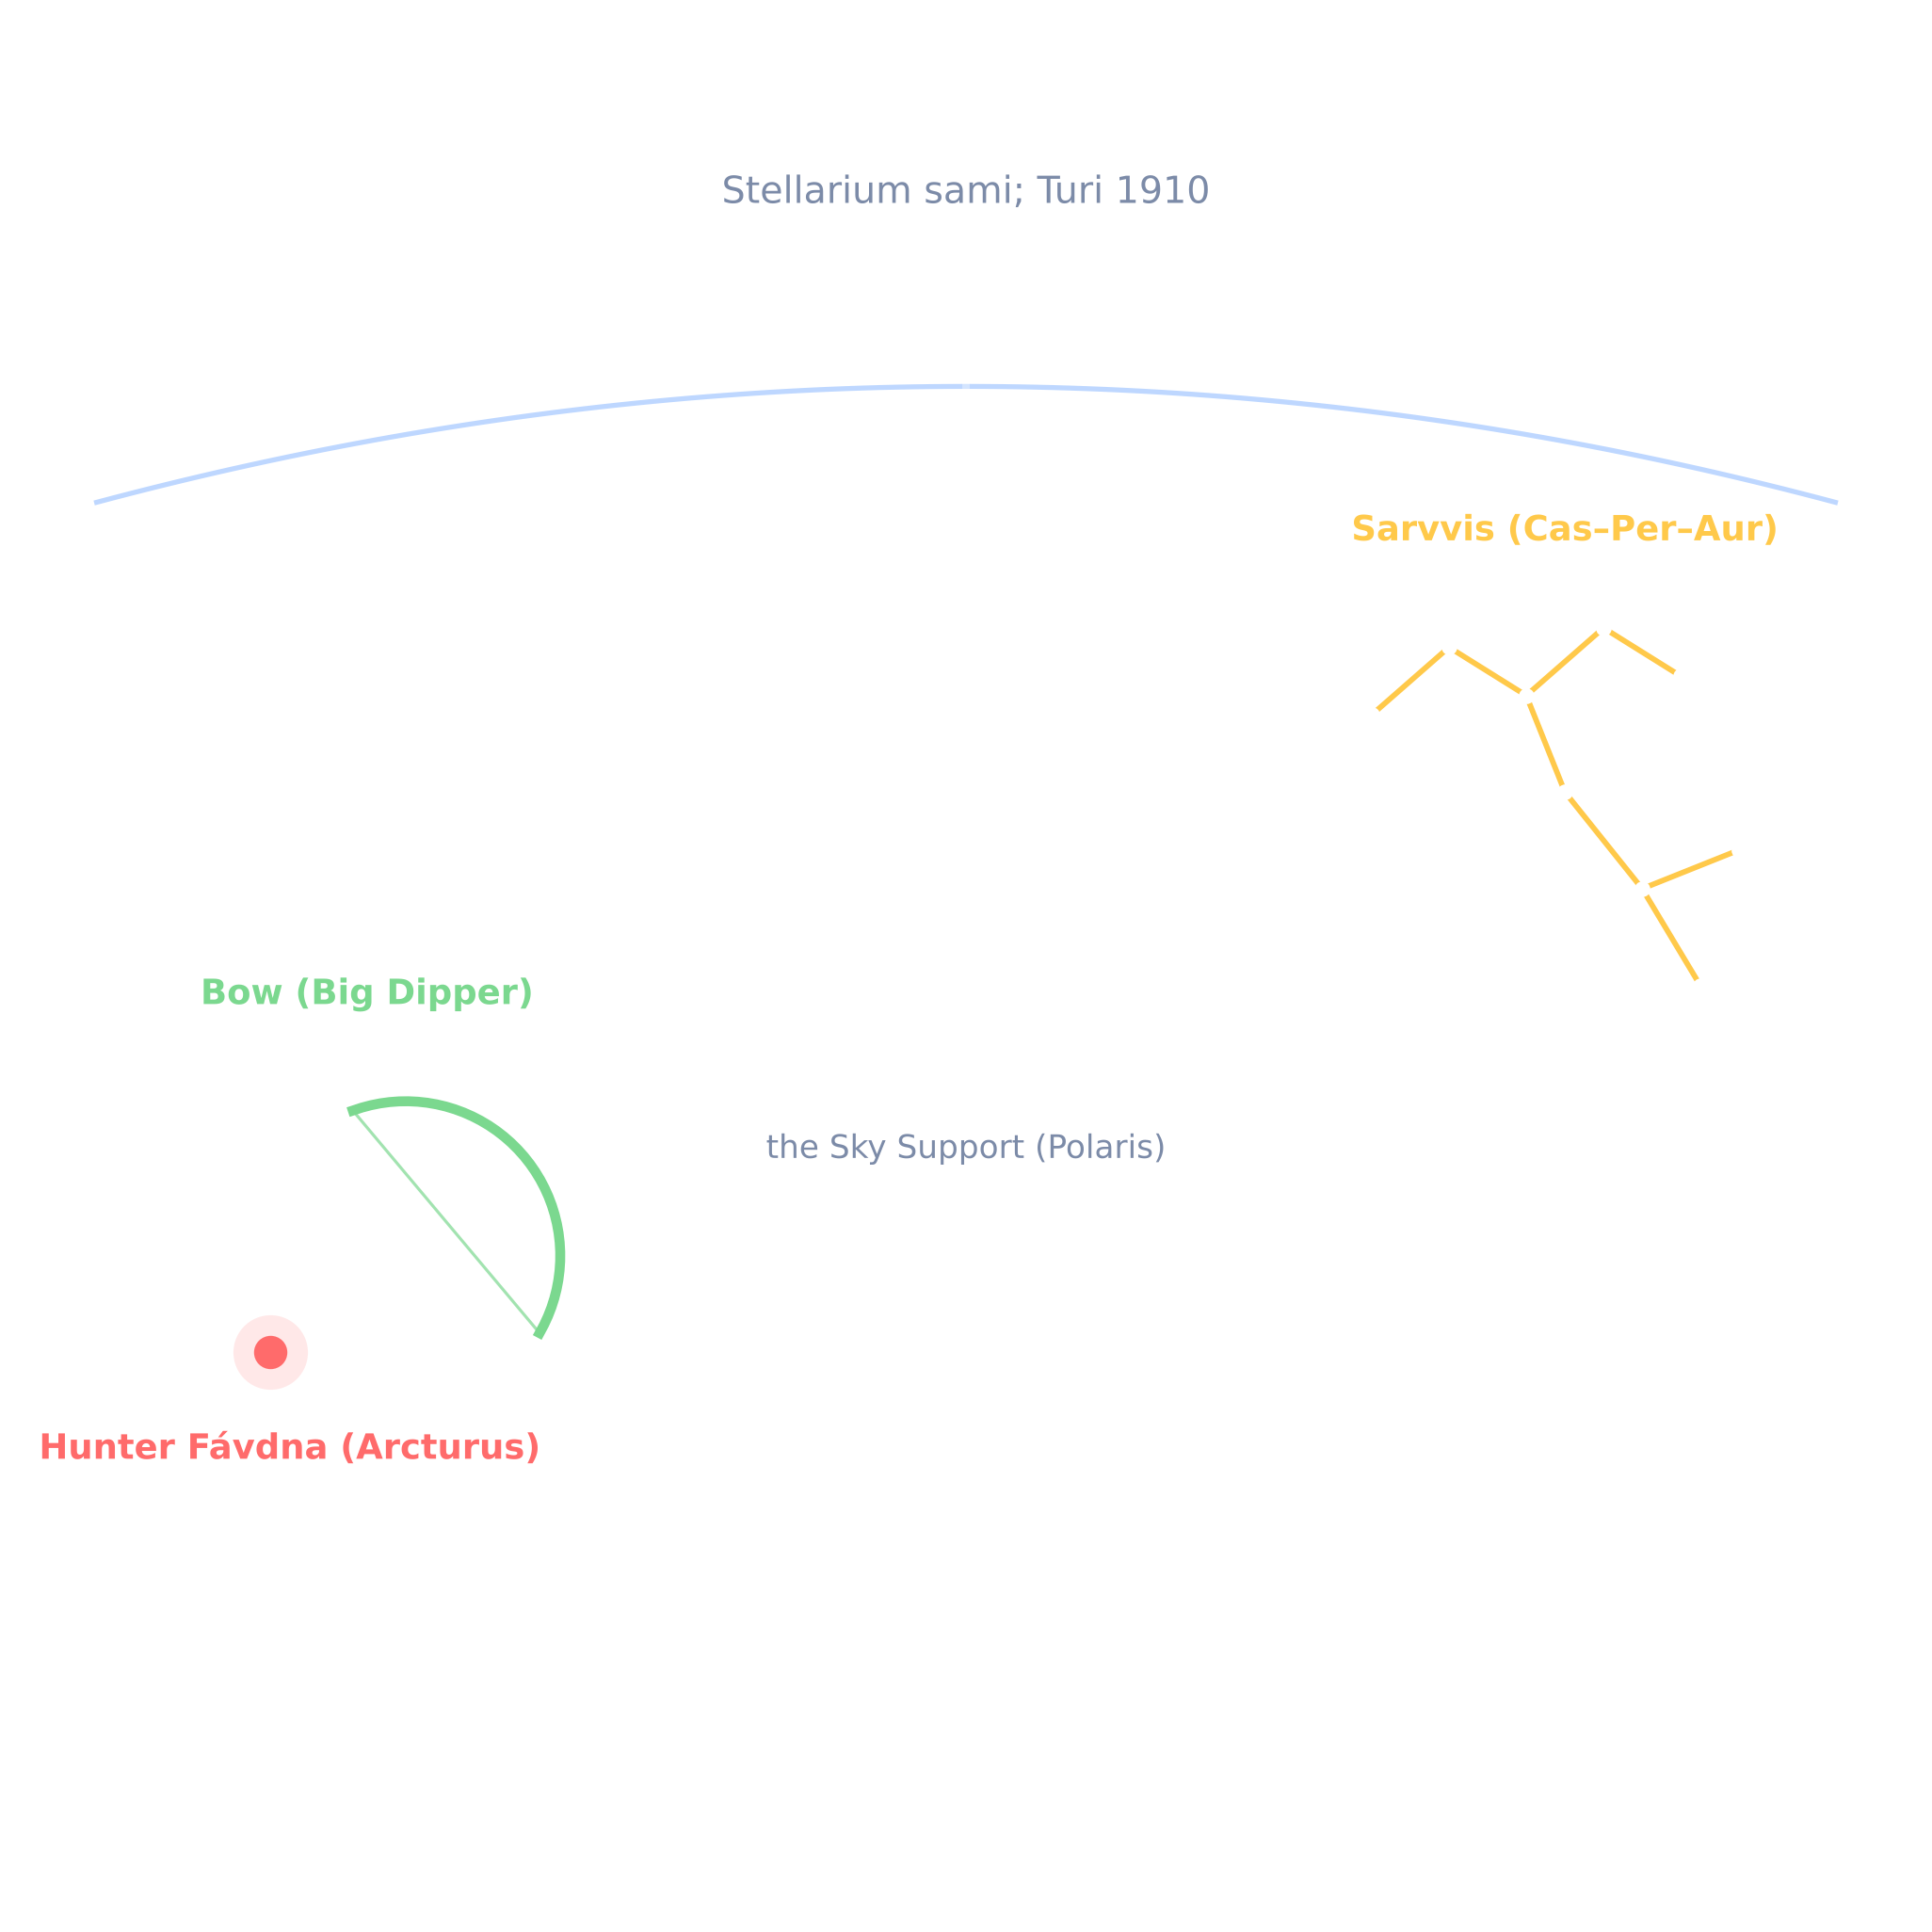 Stellarium sami; Turi 1910
Sarvvis (Cas–Per–Aur)
Bow (Big Dipper)
the Sky Support (Polaris)
Hunter Fávdna (Arcturus)